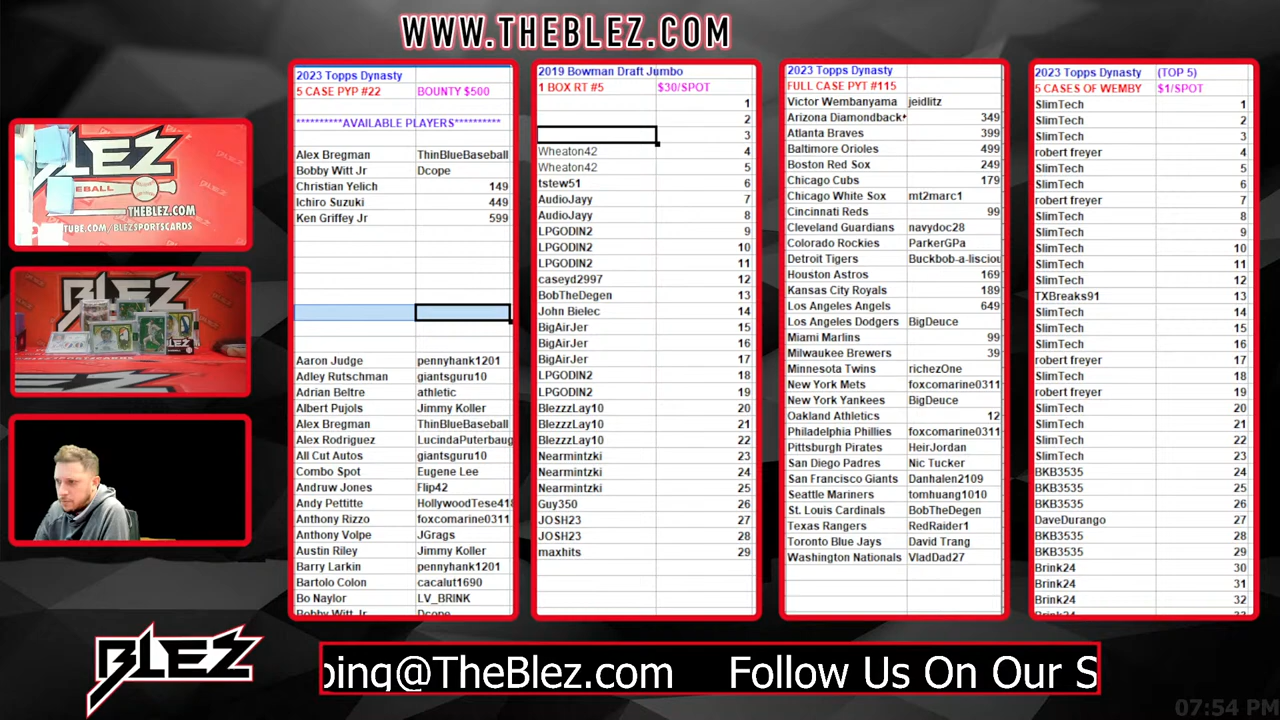 WWW.THEBLEZ.COM
BLEZ
BASEBALL
THEBLEZ.COM
BLEZ
2023 Topps Dynasty
5 CASE PYP #22 BOUNTY $500
**********AVAILABLE PLAYERS**********
Alex Bregman ThinBlueBaseball
Bobby Witt Jr Dcope
Christian Yelich 149
Ichiro Suzuki 449
Ken Griffey Jr 599
Aaron Judge pennyhank1201
Adley Rutschman giantsguru10
Adrian Beltre athletic
Albert Pujols Jimmy Koller
Alex Bregman ThinBlueBaseball
Alex Rodriguez LucindaPuterbaug
All Cut Autos giantsguru10
Combo Spot Eugene Lee
Andruw Jones Flip42
Andy Pettitte HollywoodTese418
Anthony Rizzo foxcomarine0311
Anthony Volpe JGrags
Austin Riley Jimmy Koller
Barry Larkin pennyhank1201
Bartolo Colon cacalut1690
Bo Naylor LV_BRINK
Bobby Witt Jr Dcope
2019 Bowman Draft Jumbo
1 BOX RT #5 $30/SPOT
1
2
3
Wheaton42 4
Wheaton42 5
tstew51 6
AudioJayy 7
AudioJayy 8
LPGODIN2 9
LPGODIN2 10
LPGODIN2 11
caseyd2997 12
BobTheDegen 13
John Bielec 14
BigAirJer 15
BigAirJer 16
BigAirJer 17
LPGODIN2 18
LPGODIN2 19
BlezzzLay10 20
BlezzzLay10 21
BlezzzLay10 22
Nearmintzki 23
Nearmintzki 24
Nearmintzki 25
Guy350 26
JOSH23 27
JOSH23 28
maxhits 29
2023 Topps Dynasty
FULL CASE PYT #115
Victor Wembanyama jeidlitz
Arizona Diamondback 349
Atlanta Braves 399
Baltimore Orioles 499
Boston Red Sox 249
Chicago Cubs 179
Chicago White Sox mt2marc1
Cincinnati Reds 99
Cleveland Guardians navydoc28
Colorado Rockies ParkerGPa
Detroit Tigers Buckbob-a-lisciou
Houston Astros 169
Kansas City Royals 189
Los Angeles Angels 649
Los Angeles Dodgers BigDeuce
Miami Marlins 99
Milwaukee Brewers 39
Minnesota Twins richezOne
New York Mets foxcomarine0311
New York Yankees BigDeuce
Oakland Athletics 12
Philadelphia Phillies foxcomarine0311
Pittsburgh Pirates HeirJordan
San Diego Padres Nic Tucker
San Francisco Giants Danhalen2109
Seattle Mariners tomhuang1010
St. Louis Cardinals BobTheDegen
Texas Rangers RedRaider1
Toronto Blue Jays David Trang
Washington Nationals VladDad27
2023 Topps Dynasty (TOP 5)
5 CASES OF WEMBY $1/SPOT
SlimTech 1
SlimTech 2
SlimTech 3
robert freyer 4
SlimTech 5
SlimTech 6
robert freyer 7
SlimTech 8
SlimTech 9
SlimTech 10
SlimTech 11
SlimTech 12
TXBreaks91 13
SlimTech 14
SlimTech 15
SlimTech 16
robert freyer 17
SlimTech 18
robert freyer 19
SlimTech 20
SlimTech 21
SlimTech 22
SlimTech 23
BKB3535 24
BKB3535 25
BKB3535 26
DaveDurango 27
BKB3535 28
BKB3535 29
Brink24 30
Brink24 31
Brink24 32
Brink24 33
BLEZ
ping@TheBlez.com Follow Us On Our S
07:54 PM